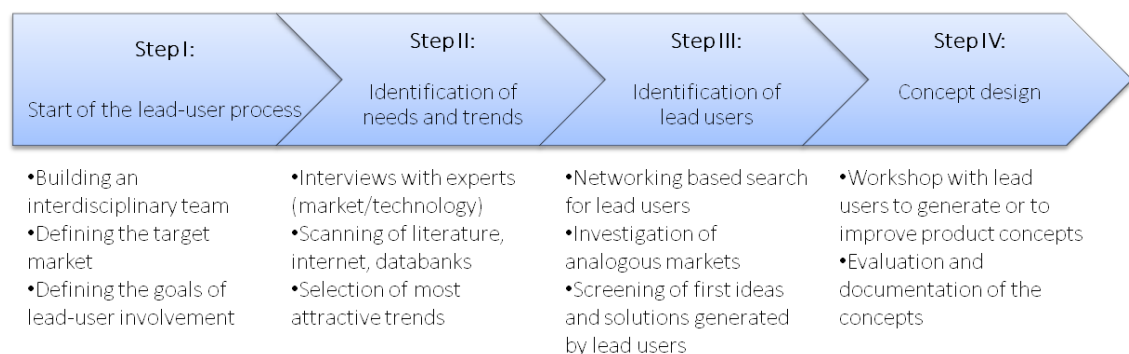 Step I:
Start of the lead-user process
Step II:
Identification of
needs and trends
Step III:
Identification of
lead users
Step IV:
Concept design
•Building an
interdisciplinary team
•Defining the target
market
•Defining the goals of
lead-user involvement
•Interviews with experts
(market/technology)
•Scanning of literature,
internet, databanks
•Selection of most
attractive trends
•Networking based search
for lead users
•Investigation of
analogous markets
•Screening of first ideas
and solutions generated
by lead users
•Workshop with lead
users to generate or to
improve product concepts
•Evaluation and
documentation of the
concepts